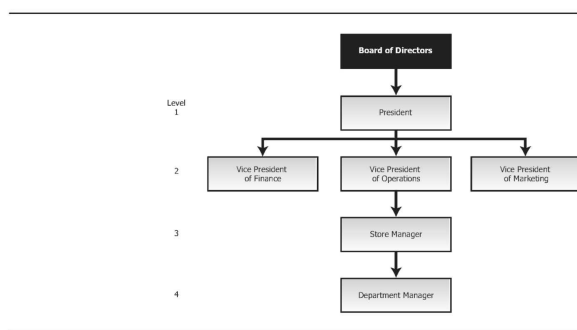 Board of Directors
Level
1
President
2
Vice President
of Finance
Vice President
of Operations
Vice President
of Marketing
3
Store Manager
4
Department Manager